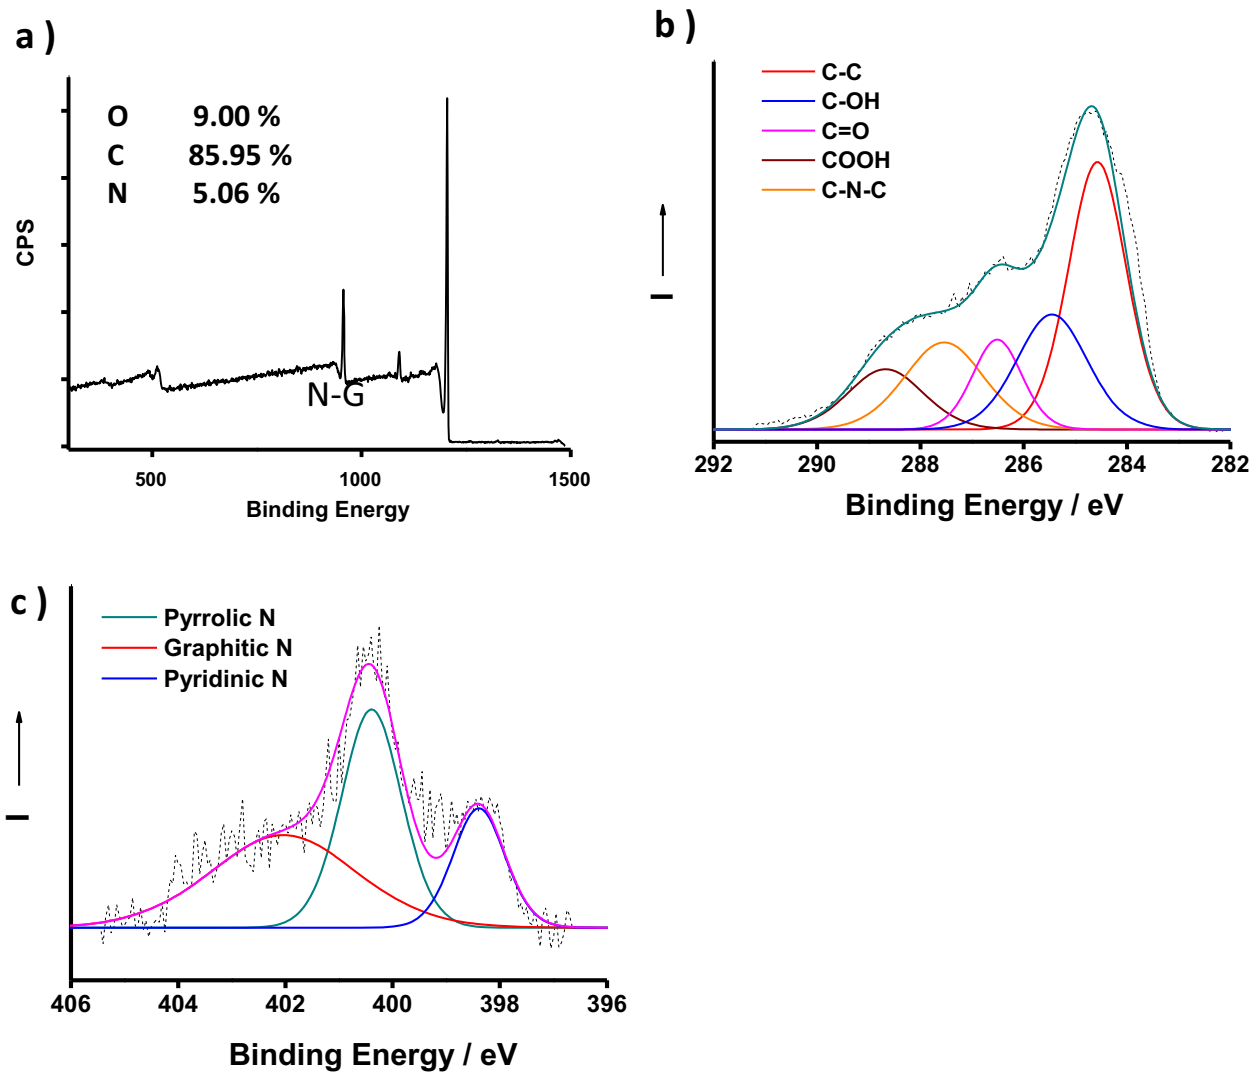 a )
O 9.00 %
C 85.95 %
N 5.06 %
CPS
N-G
500 1000 1500
Binding Energy
b )
C-C
C-OH
C=O
COOH
C-N-C
I
292 290 288 286 284 282
Binding Energy / eV
c )
Pyrrolic N
Graphitic N
Pyridinic N
I
406 404 402 400 398 396
Binding Energy / eV